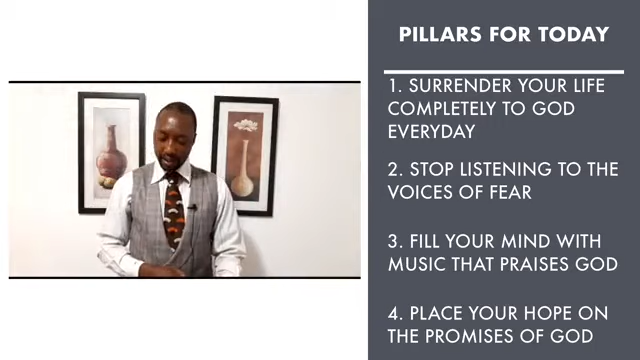 PILLARS FOR TODAY
1. SURRENDER YOUR LIFE
COMPLETELY TO GOD
EVERYDAY
2. STOP LISTENING TO THE
VOICES OF FEAR
3. FILL YOUR MIND WITH
MUSIC THAT PRAISES GOD
4. PLACE YOUR HOPE ON
THE PROMISES OF GOD